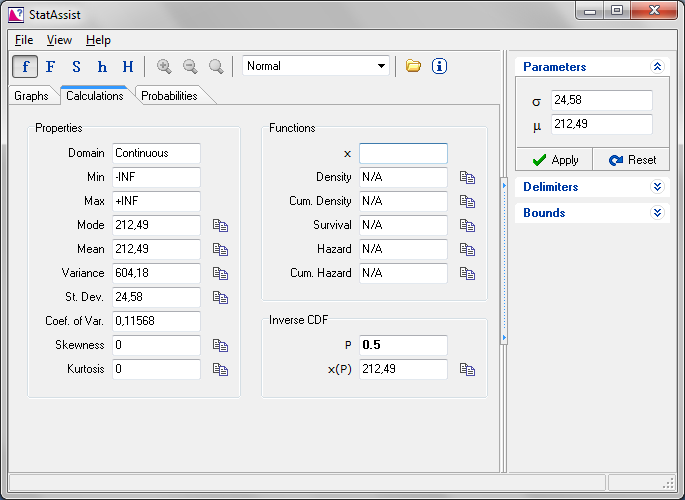 StatAssist
File View Help
f F S h H Normal
Graphs Calculations Probabilities
Properties
Domain Continuous
Min -INF
Max +INF
Mode 212,49
Mean 212,49
Variance 604,18
St. Dev. 24,58
Coef. of Var. 0,11568
Skewness 0
Kurtosis 0
Functions
x
Density N/A
Cum. Density N/A
Survival N/A
Hazard N/A
Cum. Hazard N/A
Inverse CDF
P 0.5
x(P) 212,49
Parameters
σ 24,58
μ 212,49
Apply Reset
Delimiters
Bounds